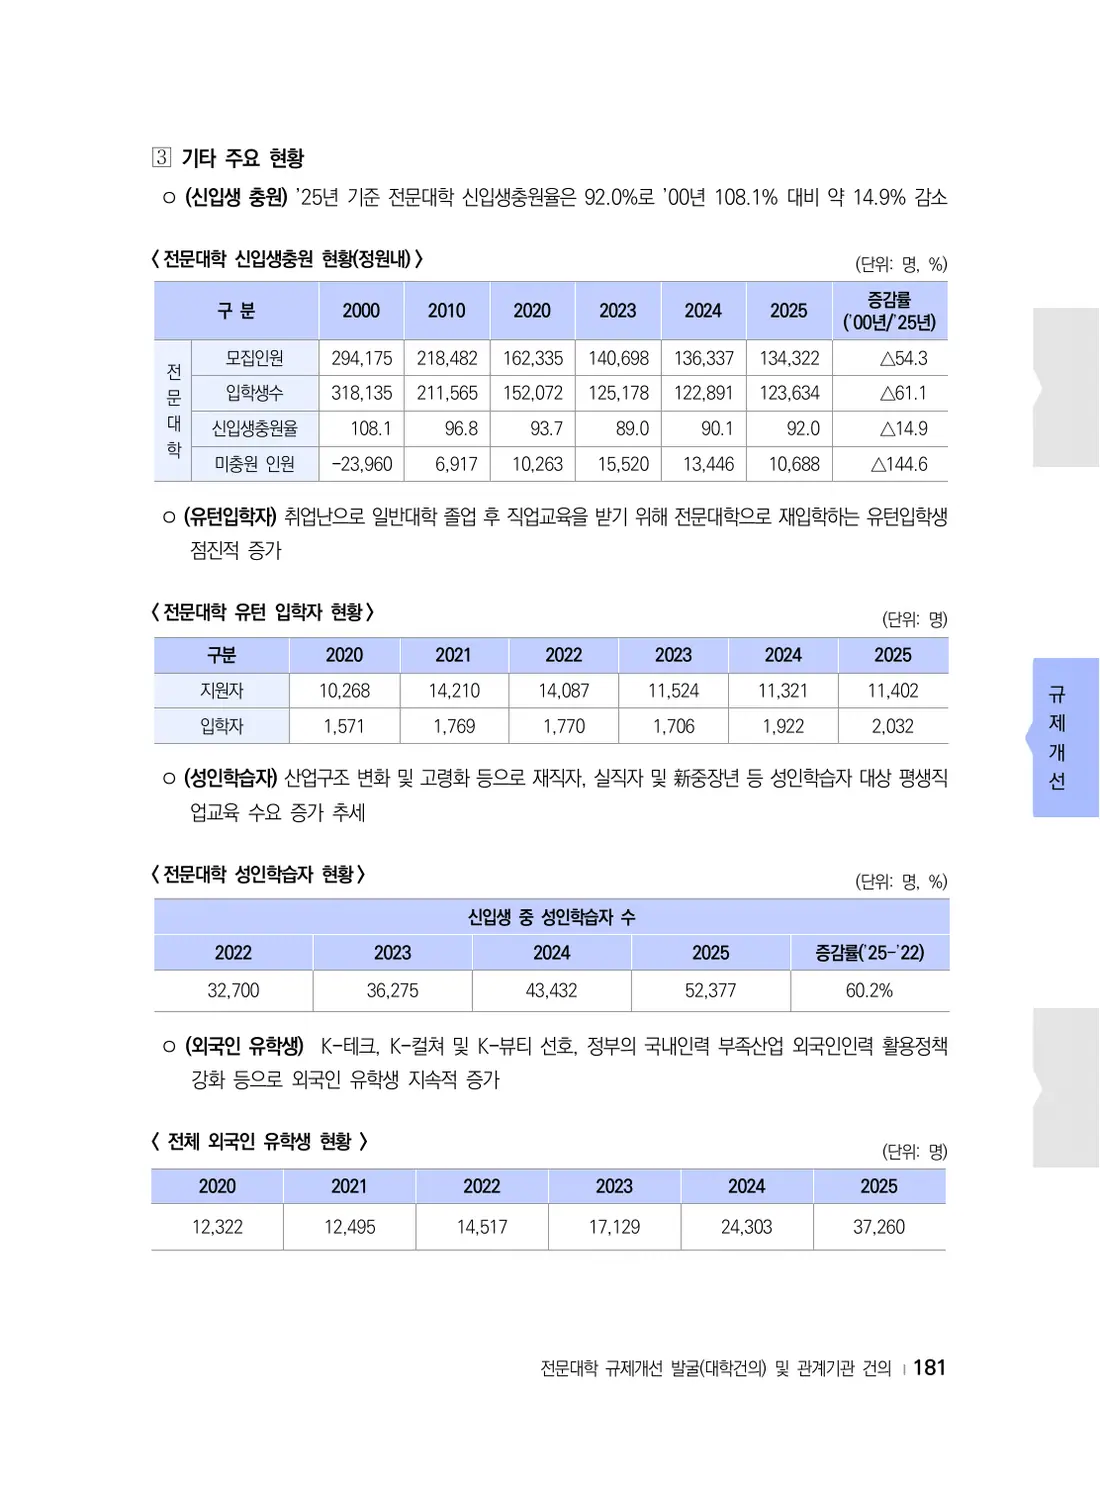 3 기타 주요 현황
ㅇ (신입생 충원) ’25년 기준 전문대학 신입생충원율은 92.0%로 ’00년 108.1% 대비 약 14.9% 감소
< 전문대학 신입생충원 현황(정원내) >
(단위: 명, %)
구 분 2000 2010 2020 2023 2024 2025 증감률
(’00년/’25년)
전문대학
모집인원 294,175 218,482 162,335 140,698 136,337 134,322 △54.3
입학생수 318,135 211,565 152,072 125,178 122,891 123,634 △61.1
신입생충원율 108.1 96.8 93.7 89.0 90.1 92.0 △14.9
미충원 인원 -23,960 6,917 10,263 15,520 13,446 10,688 △144.6
ㅇ (유턴입학자) 취업난으로 일반대학 졸업 후 직업교육을 받기 위해 전문대학으로 재입학하는 유턴입학생
점진적 증가
< 전문대학 유턴 입학자 현황 >
(단위: 명)
구분 2020 2021 2022 2023 2024 2025
지원자 10,268 14,210 14,087 11,524 11,321 11,402
입학자 1,571 1,769 1,770 1,706 1,922 2,032
ㅇ (성인학습자) 산업구조 변화 및 고령화 등으로 재직자, 실직자 및 新중장년 등 성인학습자 대상 평생직
업교육 수요 증가 추세
< 전문대학 성인학습자 현황 >
(단위: 명, %)
신입생 중 성인학습자 수
2022 2023 2024 2025 증감률(’25-’22)
32,700 36,275 43,432 52,377 60.2%
ㅇ (외국인 유학생) K-테크, K-컬쳐 및 K-뷰티 선호, 정부의 국내인력 부족산업 외국인인력 활용정책
강화 등으로 외국인 유학생 지속적 증가
< 전체 외국인 유학생 현황 >
(단위: 명)
2020 2021 2022 2023 2024 2025
12,322 12,495 14,517 17,129 24,303 37,260
규
제
개
선
전문대학 규제개선 발굴(대학건의) 및 관계기관 건의 | 181